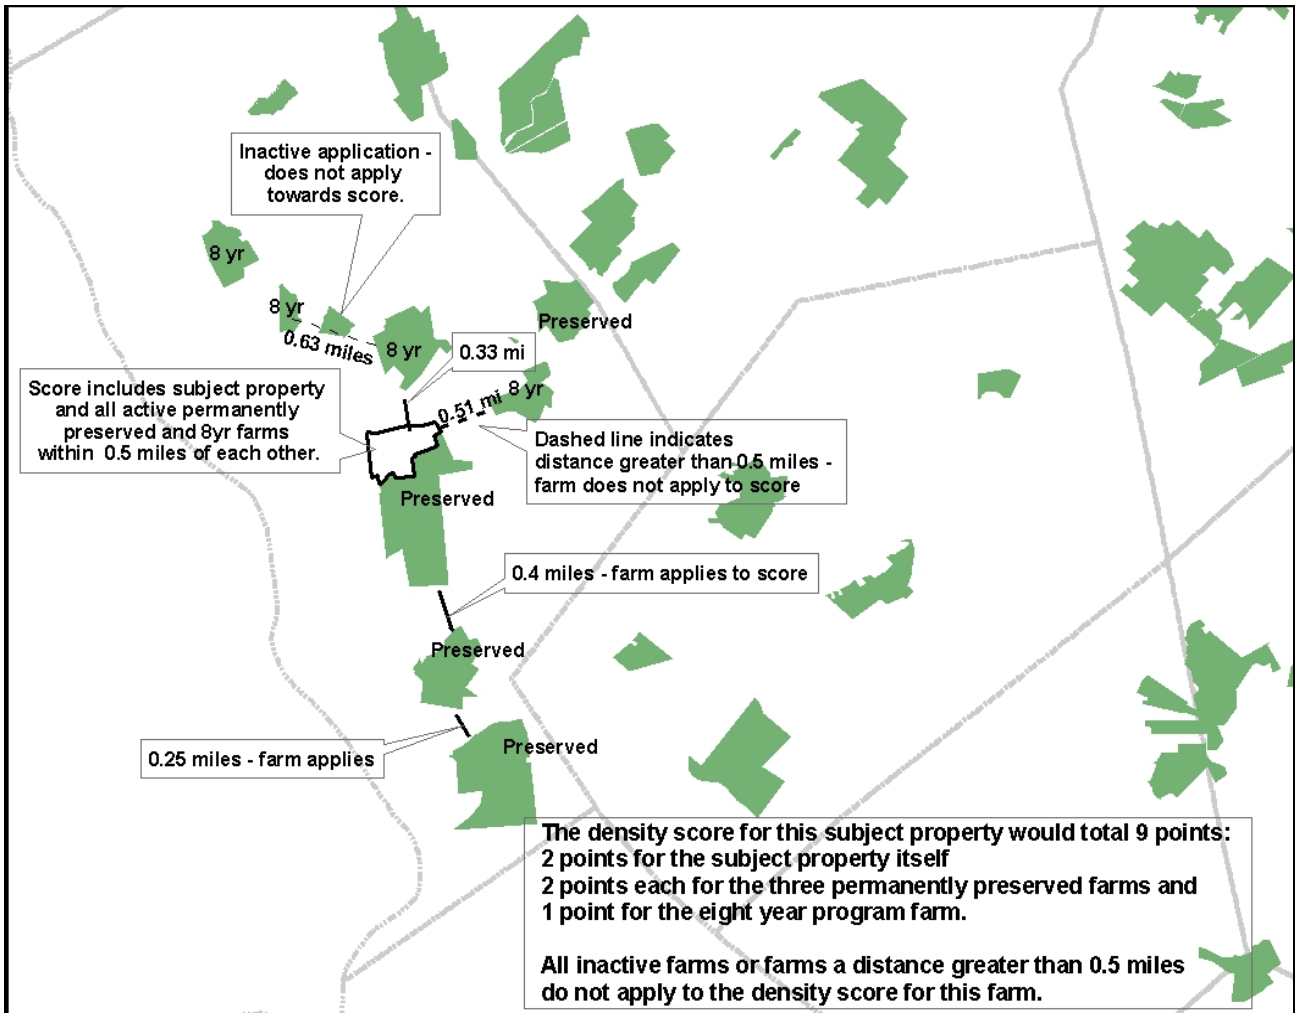 Inactive application -
does not apply
towards score.
8 yr
8 yr
0.63 miles
8 yr
Preserved
0.33 mi
0.51 mi
8 yr
Score includes subject property
and all active permanently
preserved and 8yr farms
within 0.5 miles of each other.
Dashed line indicates
distance greater than 0.5 miles -
farm does not apply to score
Preserved
0.4 miles - farm applies to score
Preserved
0.25 miles - farm applies
Preserved
The density score for this subject property would total 9 points:
2 points for the subject property itself
2 points each for the three permanently preserved farms and
1 point for the eight year program farm.
All inactive farms or farms a distance greater than 0.5 miles
do not apply to the density score for this farm.